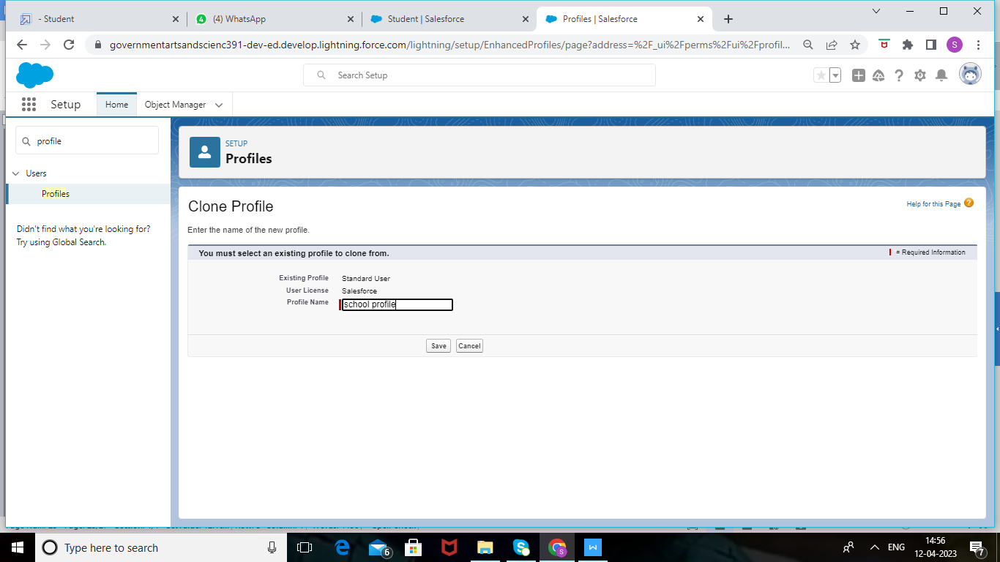 - Student
(4) WhatsApp
Student | Salesforce
Profiles | Salesforce
governmentartsandscienc391-dev-ed.develop.lightning.force.com/lightning/setup/EnhancedProfiles/page?address=%2F_ui%2Fperms%2Fui%2Fprofil...
S
Search Setup
Setup
Home
Object Manager
profile
Users
Profiles
Didn't find what you're looking for?
Try using Global Search.
SETUP
Profiles
Clone Profile
Help for this Page
Enter the name of the new profile.
You must select an existing profile to clone from.
= Required Information
Existing Profile Standard User
User License Salesforce
Profile Name school profile
Save Cancel
Type here to search
6
S
W
ENG
14:56
12-04-2023
7